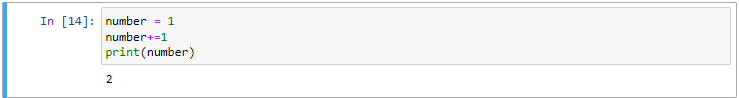 In [14]: number = 1
number+=1
print(number)
2